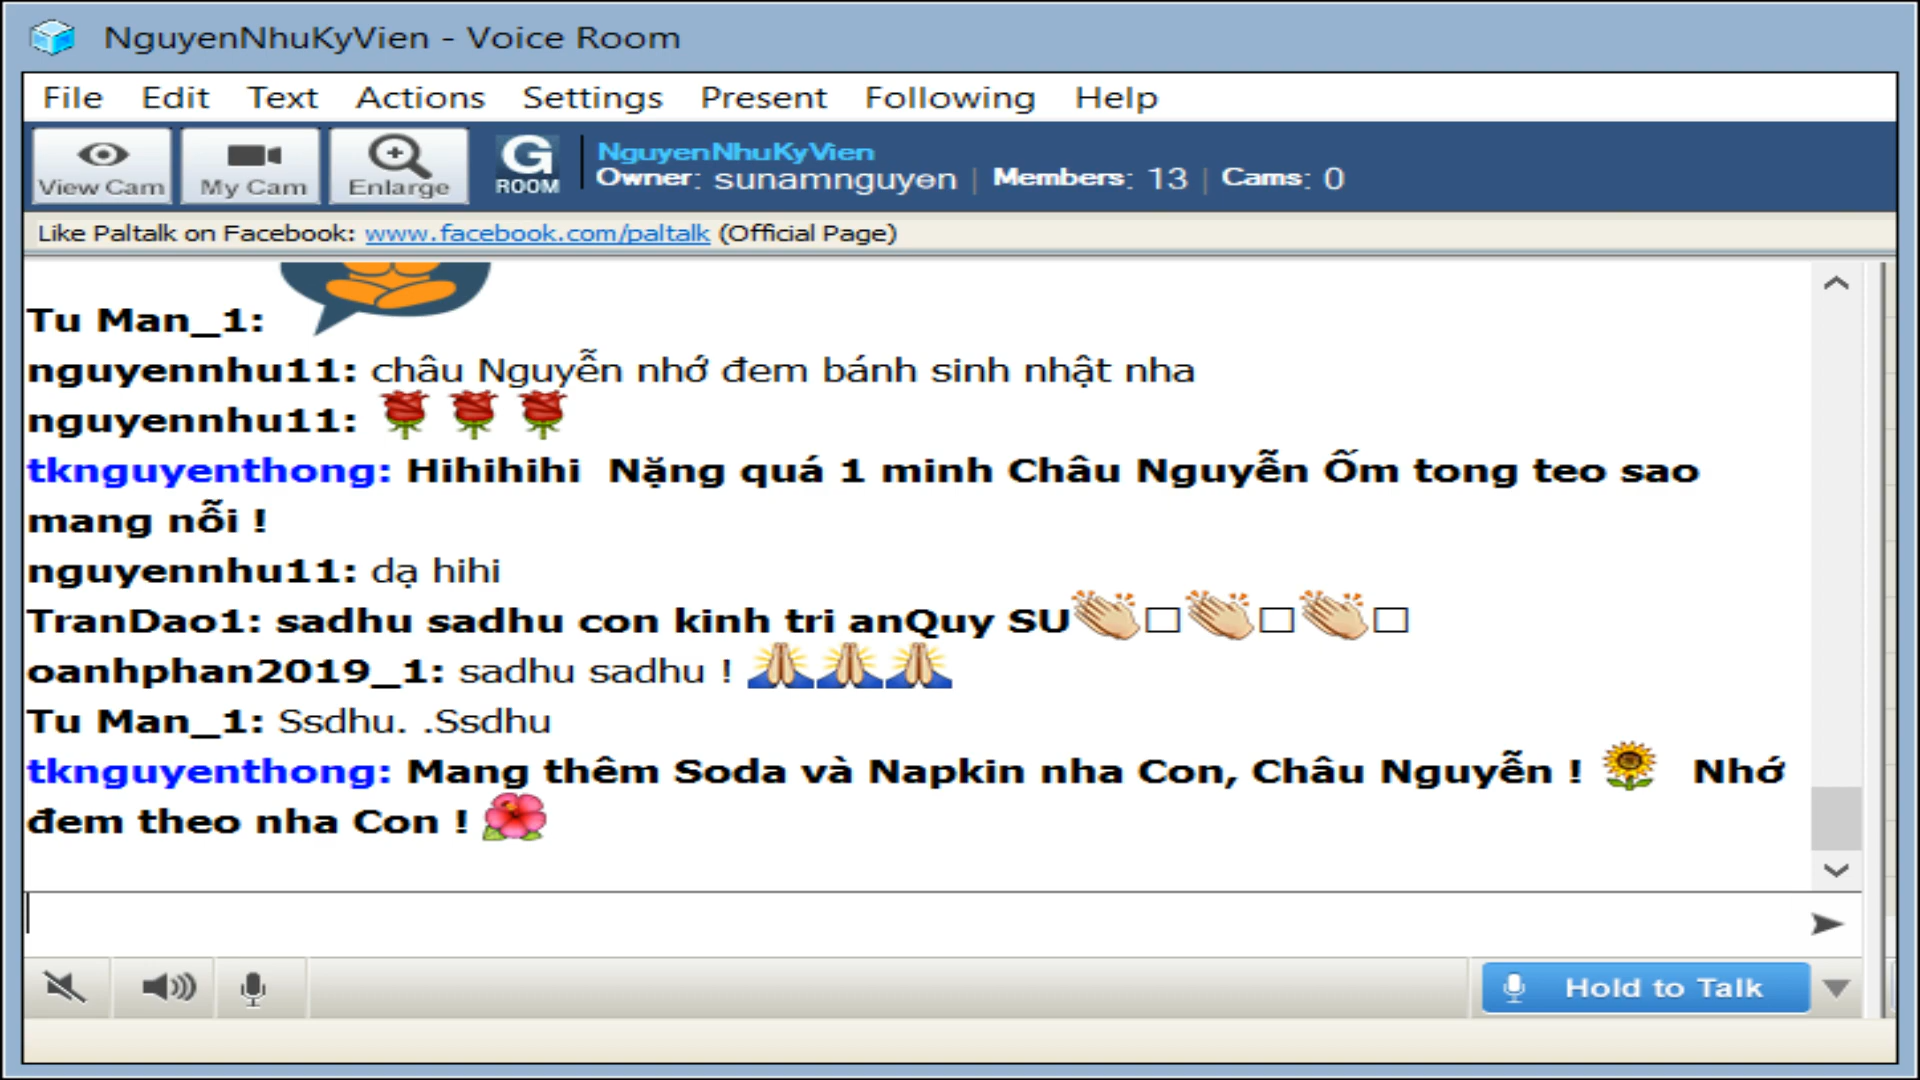 NguyenNhuKyVien - Voice Room
File Edit Text Actions Settings Present Following Help
View Cam My Cam Enlarge G ROOM
NguyenNhuKyVien
Owner: sunamnguyen | Members: 13 | Cams: 0
Like Paltalk on Facebook: www.facebook.com/paltalk (Official Page)
Tu Man_1:
nguyennhu11: châu Nguyễn nhớ đem bánh sinh nhật nha
nguyennhu11: 🌹 🌹 🌹
tknguyenthong: Hihihihi Nặng quá 1 minh Châu Nguyễn Ốm tong teo sao
mang nỗi !
nguyennhu11: dạ hihi
TranDao1: sadhu sadhu con kinh tri anQuy SU👏□👏□👏□
oanhphan2019_1: sadhu sadhu ! 🙏🙏🙏
Tu Man_1: Ssdhu. .Ssdhu
tknguyenthong: Mang thêm Soda và Napkin nha Con, Châu Nguyễn ! 🌻 Nhớ
đem theo nha Con ! 🌺
Hold to Talk